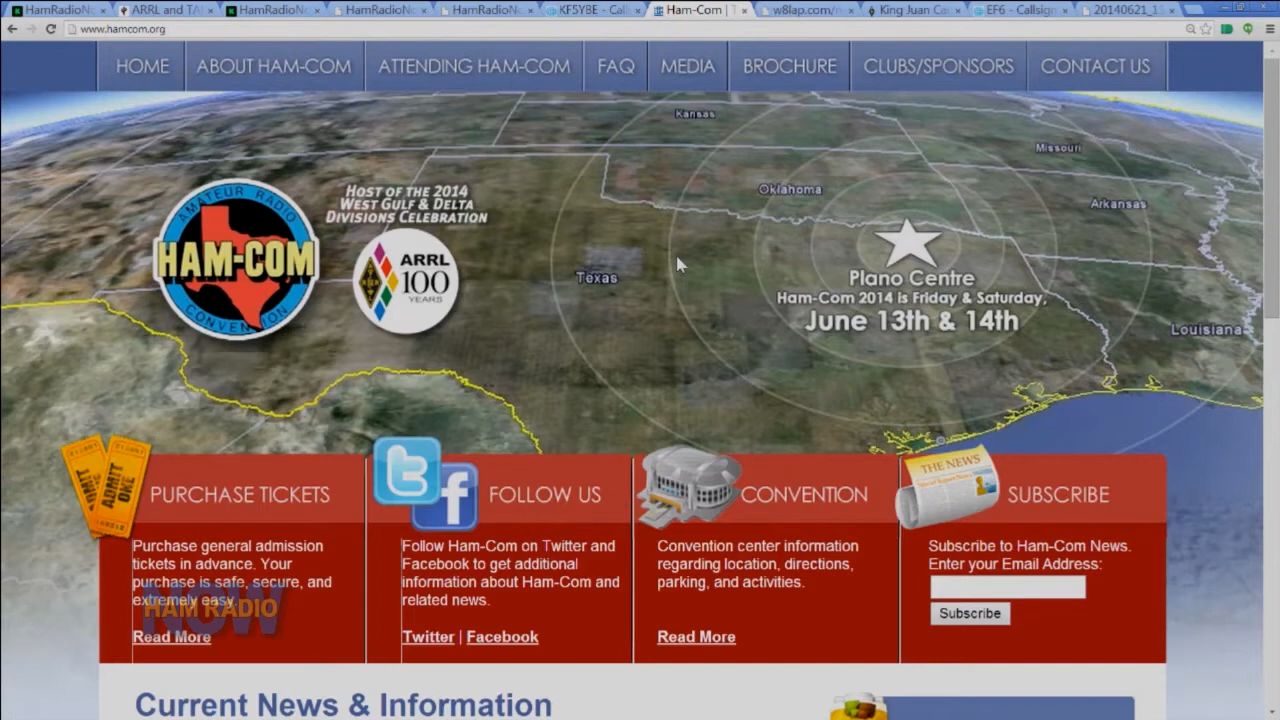 HamRadioNo
ARRL and TA
HamRadioNo
HamRadioNo
HamRadioNo
KF5YBE - Call
Ham-Com | T
w8lap.com/n
King Juan Ca
EF6 - Callsign
20140621_1
www.hamcom.org
HOME
ABOUT HAM-COM
ATTENDING HAM-COM
FAQ
MEDIA
BROCHURE
CLUBS/SPONSORS
CONTACT US
Kansas
Missouri
Oklahoma
Arkansas
Texas
Louisiana
AMATEUR RADIO
HAM-COM
CONVENTION
HOST OF THE 2014
WEST GULF & DELTA
DIVISIONS CELEBRATION
ARRL
100
YEARS
Plano Centre
Ham-Com 2014 is Friday & Saturday,
June 13th & 14th
ADMIT ONE
PURCHASE TICKETS
Purchase general admission
tickets in advance. Your
purchase is safe, secure, and
extremely easy.
Read More
FOLLOW US
Follow Ham-Com on Twitter and
Facebook to get additional
information about Ham-Com and
related news.
Twitter | Facebook
CONVENTION
Convention center information
regarding location, directions,
parking, and activities.
Read More
THE NEWS
SUBSCRIBE
Subscribe to Ham-Com News.
Enter your Email Address:
Subscribe
HAM RADIO
NOW
Current News & Information